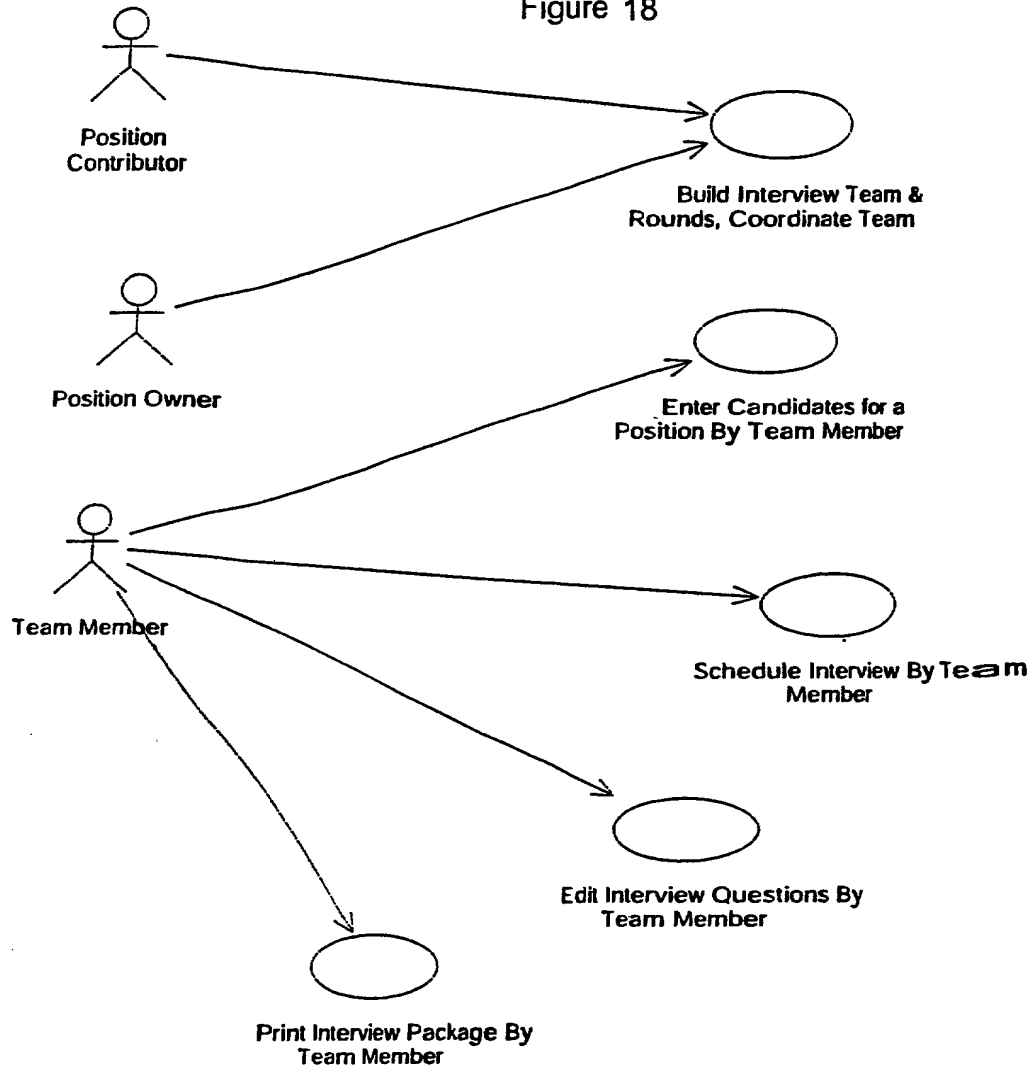 Figure 18
Position
Contributor
Build Interview Team &
Rounds, Coordinate Team
Position Owner
Enter Candidates for a
Position By Team Member
Team Member
Schedule Interview By Team
Member
Edit Interview Questions By
Team Member
Print Interview Package By
Team Member